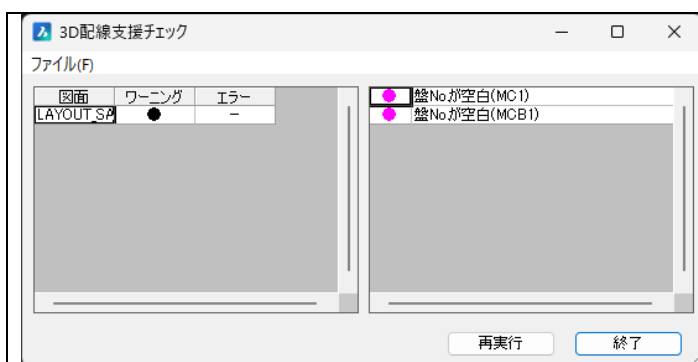 3D配線支援チェック
ファイル(F)
図面 ワーニング エラー
LAYOUT_SA ● －
● 盤Noが空白(MC1)
● 盤Noが空白(MCB1)
再実行 終了